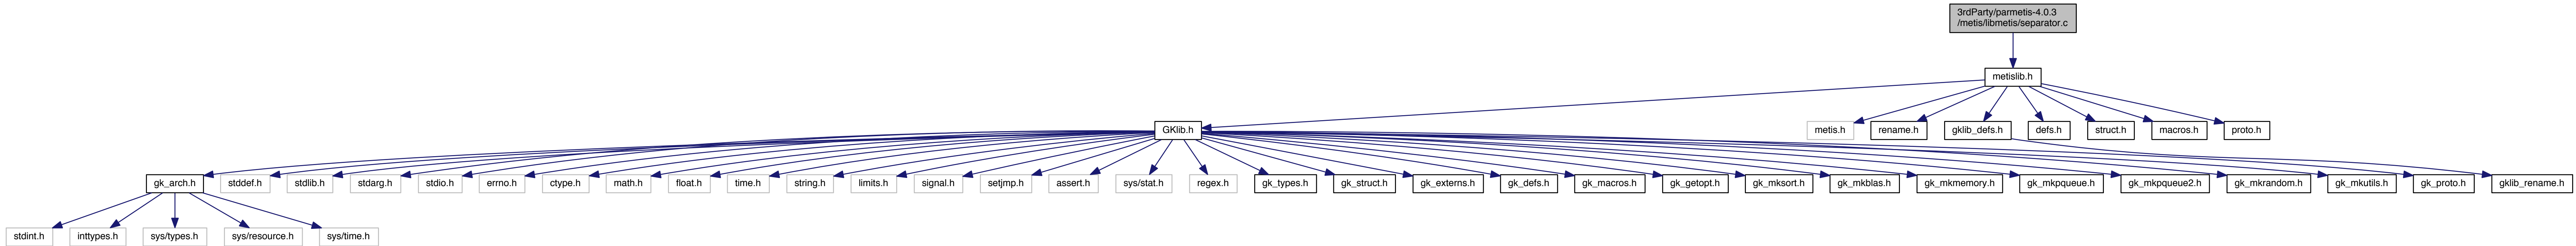 3rdParty/parmetis-4.0.3
/metis/libmetis/separator.c
metislib.h
GKlib.h
metis.h
rename.h
gklib_defs.h
defs.h
struct.h
macros.h
proto.h
gk_arch.h
stddef.h
stdlib.h
stdarg.h
stdio.h
errno.h
ctype.h
math.h
float.h
time.h
string.h
limits.h
signal.h
setjmp.h
assert.h
sys/stat.h
regex.h
gk_types.h
gk_struct.h
gk_externs.h
gk_defs.h
gk_macros.h
gk_getopt.h
gk_mksort.h
gk_mkblas.h
gk_mkmemory.h
gk_mkpqueue.h
gk_mkpqueue2.h
gk_mkrandom.h
gk_mkutils.h
gk_proto.h
gklib_rename.h
stdint.h
inttypes.h
sys/types.h
sys/resource.h
sys/time.h